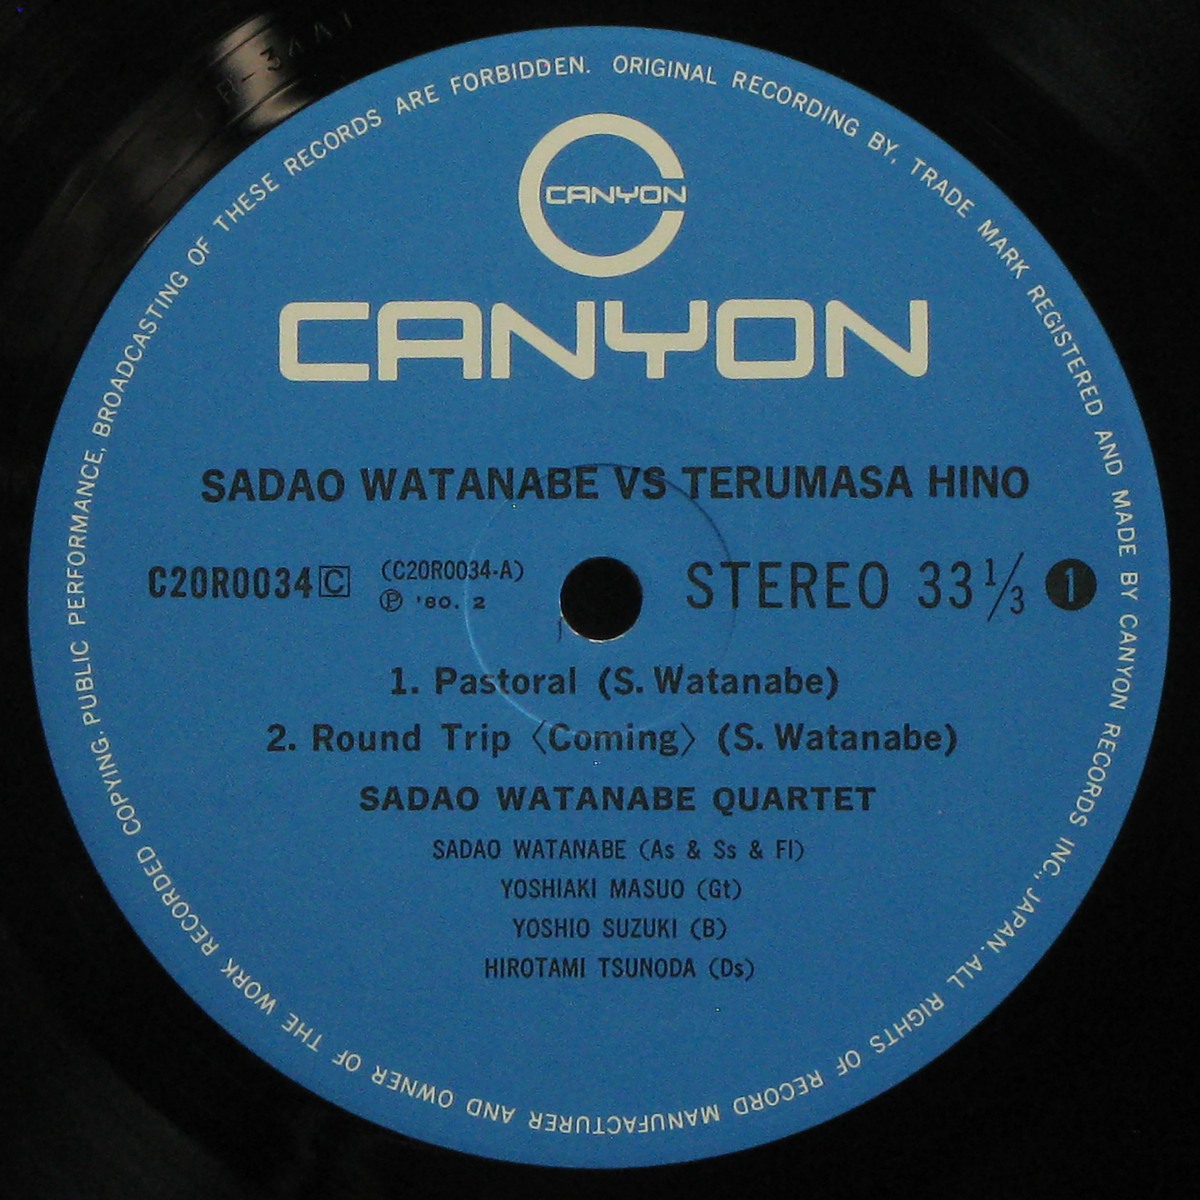 ORIGINAL RECORDING BY, TRADE MARK REGISTERED AND MADE BY CANYON RECORDS INC., JAPAN. ALL RIGHTS OF RECORD MANUFACTURER AND OWNER OF THE WORK RECORDED COPYING, PUBLIC PERFORMANCE, BROADCASTING OF THESE RECORDS ARE FORBIDDEN.
CANYON
CANYON
SADAO WATANABE VS TERUMASA HINO
C20R0034 C (C20R0034-A) STEREO 33 1/3 1
Ⓟ '80. 2
1. Pastoral (S. Watanabe)
2. Round Trip 〈Coming〉 (S. Watanabe)
SADAO WATANABE QUARTET
SADAO WATANABE (As & Ss & Fl)
YOSHIAKI MASUO (Gt)
YOSHIO SUZUKI (B)
HIROTAMI TSUNODA (Ds)